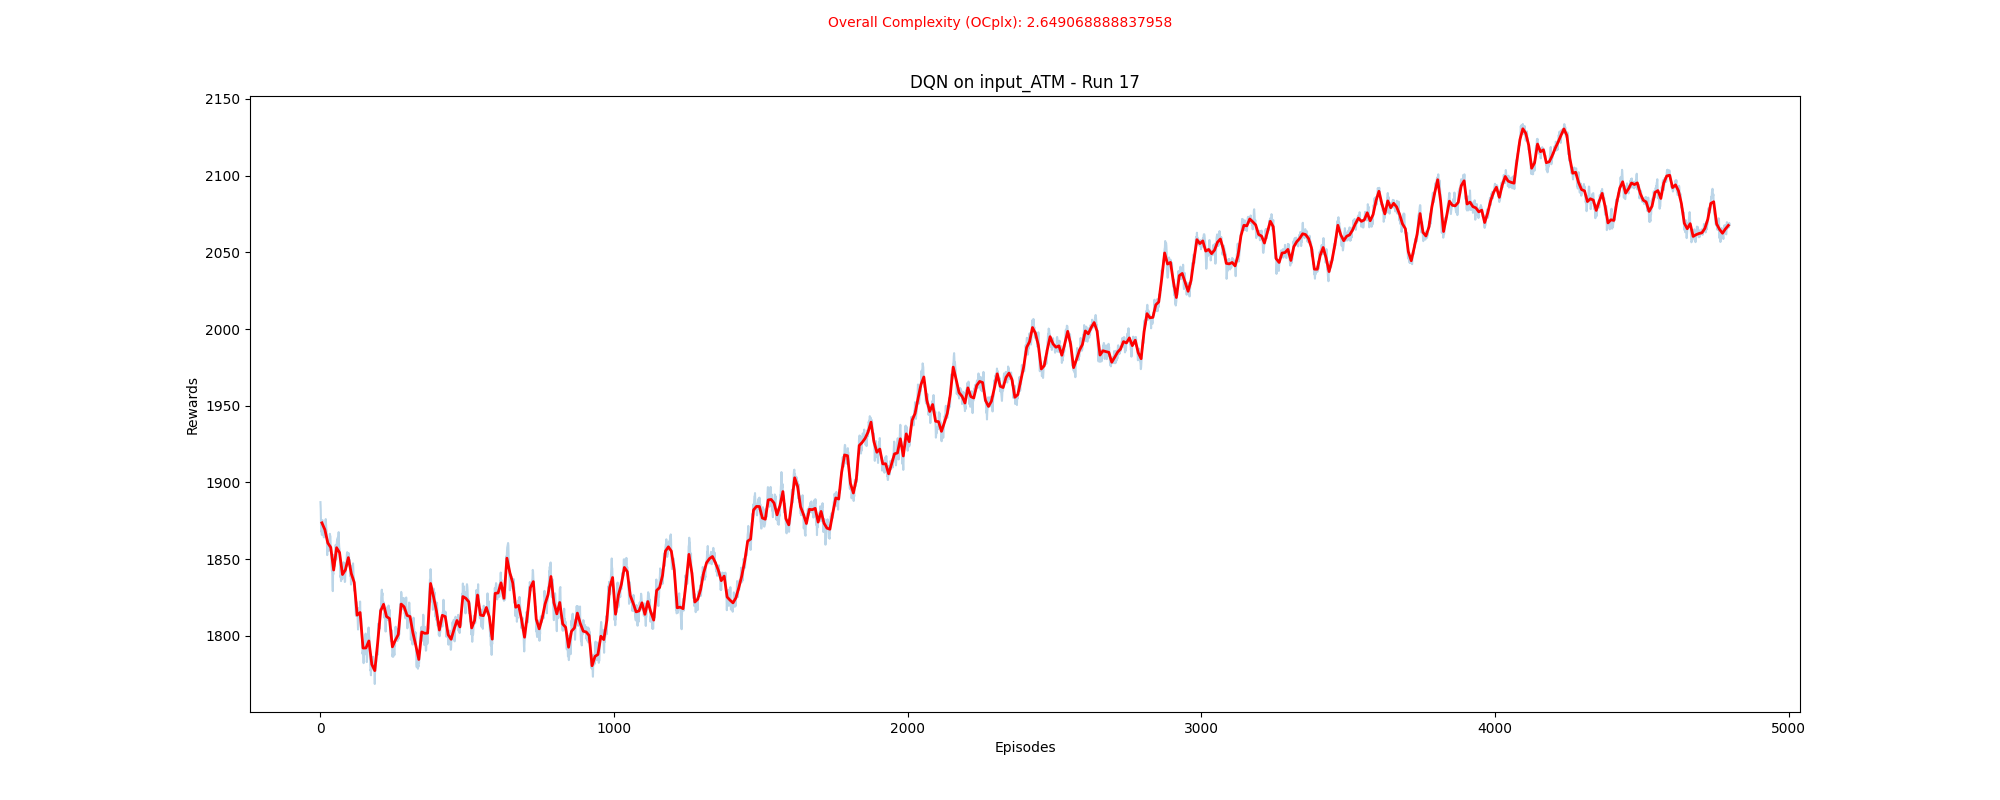 Overall Complexity (OCplx): 2.649068888837958
DQN on input_ATM - Run 17
2150
2100
2050
2000
1950
1900
1850
1800
Rewards
0 1000 2000 3000 4000 5000
Episodes